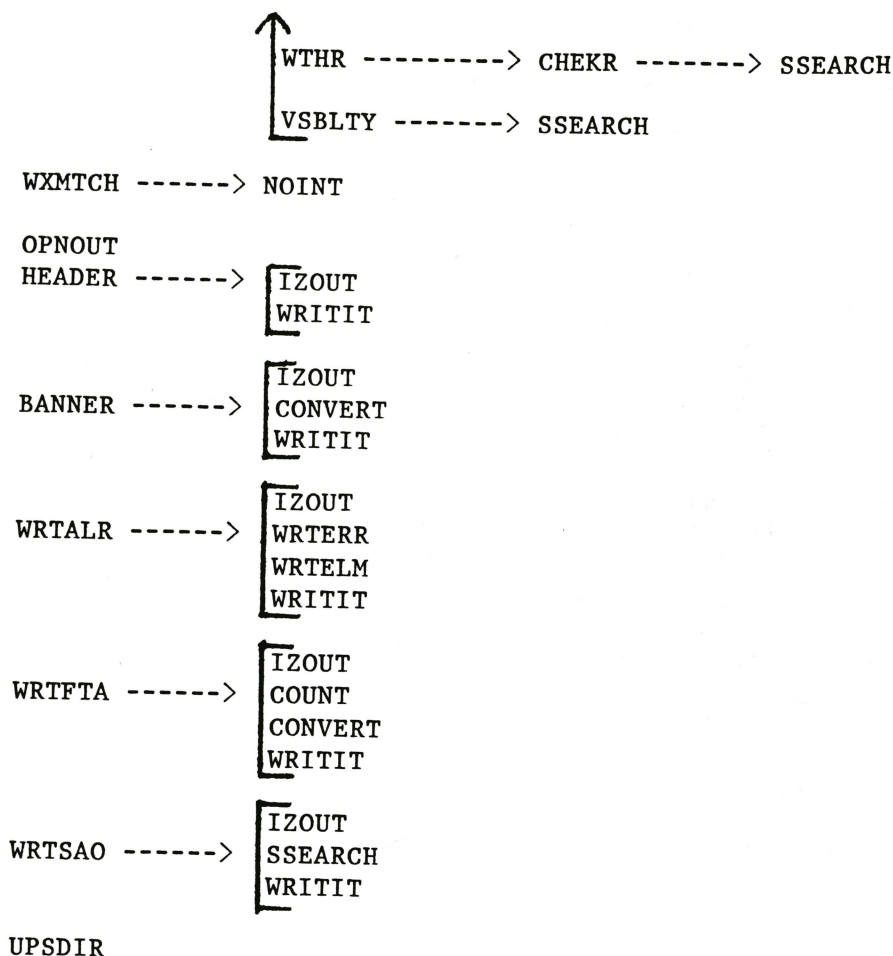 WTHR ---------> CHEKR -------> SSEARCH
VSBLTY -------> SSEARCH
WXMTCH ------> NOINT
OPNOUT
HEADER ------> IZOUT
WRITIT
IZOUT
BANNER ------> CONVERT
WRITIT
IZOUT
WRTALR ------> WRTERR
WRTELM
WRITIT
IZOUT
WRTFTA ------> COUNT
CONVERT
WRITIT
IZOUT
WRTSAO ------> SSEARCH
WRITIT
UPSDIR